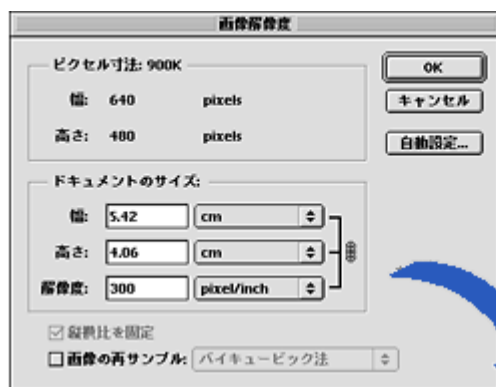 画像解像度
ピクセル寸法: 900K
幅: 640 pixels
高さ: 480 pixels
OK
キャンセル
自動設定...
ドキュメントのサイズ:
幅: 5.42 cm
高さ: 4.06 cm
解像度: 300 pixel/inch
縦横比を固定
画像の再サンプル: バイキュービック法